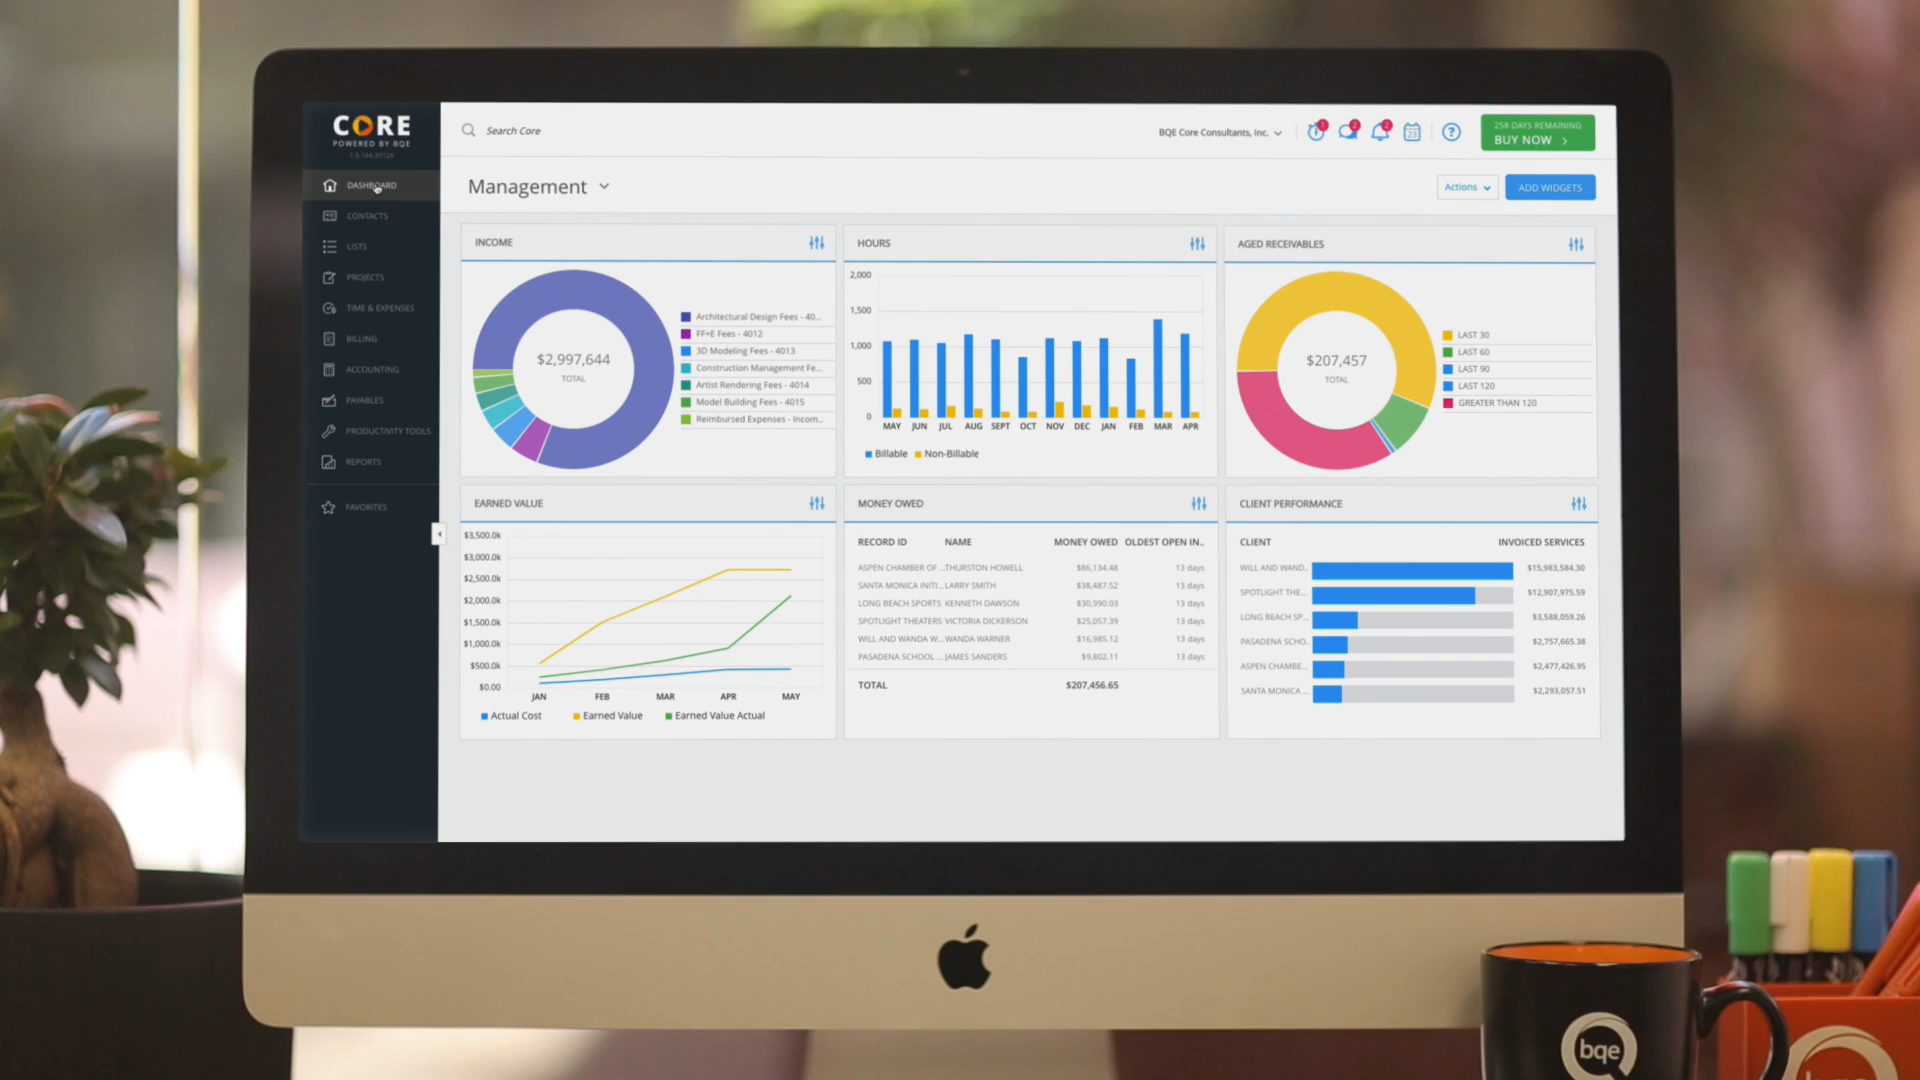 CORE
POWERED BY BQE
1.0.144.39124
DASHBOARD
CONTACTS
LISTS
PROJECTS
TIME & EXPENSES
BILLING
ACCOUNTING
PAYABLES
PRODUCTIVITY TOOLS
REPORTS
FAVORITES
Search Core
BQE Core Consultants, Inc.
1
2
2
23
?
258 DAYS REMAINING
BUY NOW >
Management
Actions
ADD WIDGETS
INCOME
$2,997,644
TOTAL
Architectural Design Fees - 40...
FF+E Fees - 4012
3D Modeling Fees - 4013
Construction Management Fe...
Artist Rendering Fees - 4014
Model Building Fees - 4015
Reimbursed Expenses - Incom...
HOURS
2,000
1,500
1,000
500
0
MAY JUN JUL AUG SEPT OCT NOV DEC JAN FEB MAR APR
Billable Non-Billable
AGED RECEIVABLES
$207,457
TOTAL
LAST 30
LAST 60
LAST 90
LAST 120
GREATER THAN 120
EARNED VALUE
$3,500.0k
$3,000.0k
$2,500.0k
$2,000.0k
$1,500.0k
$1,000.0k
$500.0k
$0.00
JAN FEB MAR APR MAY
Actual Cost Earned Value Earned Value Actual
MONEY OWED
RECORD ID NAME MONEY OWED OLDEST OPEN IN..
ASPEN CHAMBER OF ... THURSTON HOWELL $86,134.48 13 days
SANTA MONICA INITI... LARRY SMITH $38,487.52 13 days
LONG BEACH SPORTS KENNETH DAWSON $30,990.03 13 days
SPOTLIGHT THEATERS VICTORIA DICKERSON $25,057.39 13 days
WILL AND WANDA W... WANDA WARNER $16,985.12 13 days
PASADENA SCHOOL ... JAMES SANDERS $9,802.11 13 days
TOTAL $207,456.65
CLIENT PERFORMANCE
CLIENT INVOICED SERVICES
WILL AND WAND.. $15,983,584.30
SPOTLIGHT THE... $12,907,975.59
LONG BEACH SP... $3,588,059.26
PASADENA SCHO.. $2,757,665.38
ASPEN CHAMBE... $2,477,426.95
SANTA MONICA ... $2,293,057.51
bqe